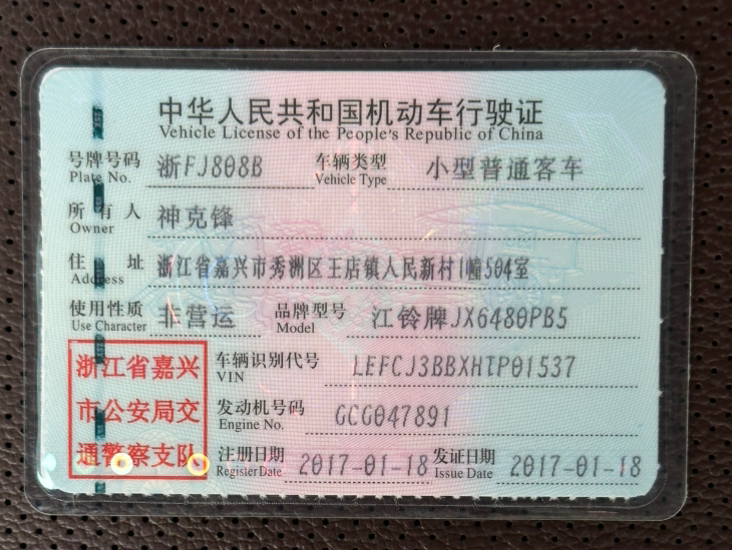 中华人民共和国机动车行驶证
Vehicle License of the People's Republic of China
号牌号码 浙FJ808B 车辆类型 小型普通客车
Plate No. Vehicle Type
所有人 神克锋
Owner
住址 浙江省嘉兴市秀洲区王店镇人民新村1幢504室
Address
使用性质 非营运 品牌型号 江铃牌JX6480PB5
Use Character Model
浙江省嘉兴
市公安局交
通警察支队
车辆识别代号 LEFCJ3BBXHTP01537
VIN
发动机号码 GCG047891
Engine No.
注册日期 2017-01-18 发证日期 2017-01-18
Register Date Issue Date